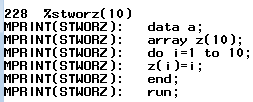 228  %stworz(10)
MPRINT(STWORZ):   data a;
MPRINT(STWORZ):   array z(10);
MPRINT(STWORZ):   do i=1 to 10;
MPRINT(STWORZ):   z(i)=i;
MPRINT(STWORZ):   end;
MPRINT(STWORZ):   run;